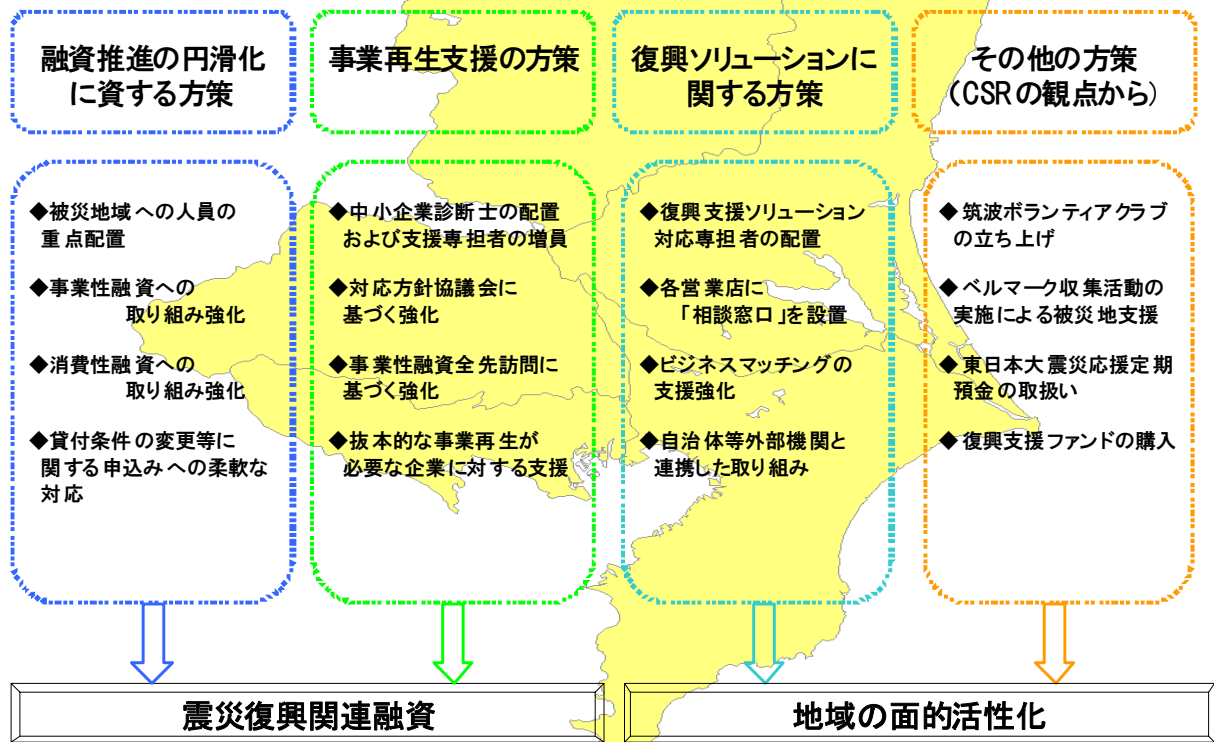 融資推進の円滑化
に資する方策
事業再生支援の方策
復興ソリューションに
関する方策
その他の方策
(CSRの観点から)
◆被災地域への人員の
重点配置
◆事業性融資への
取り組み強化
◆消費性融資への
取り組み強化
◆貸付条件の変更等に
関する申込みへの柔軟な
対応
◆中小企業診断士の配置
および支援専担者の増員
◆対応方針協議会に
基づく強化
◆事業性融資全先訪問に
基づく強化
◆抜本的な事業再生が
必要な企業に対する支援
◆復興支援ソリューション
対応専担者の配置
◆各営業店に
「相談窓口」を設置
◆ビジネスマッチングの
支援強化
◆自治体等外部機関と
連携した取り組み
◆筑波ボランティアクラブ
の立ち上げ
◆ベルマーク収集活動の
実施による被災地支援
◆東日本大震災応援定期
預金の取扱い
◆復興支援ファンドの購入
震災復興関連融資
地域の面的活性化